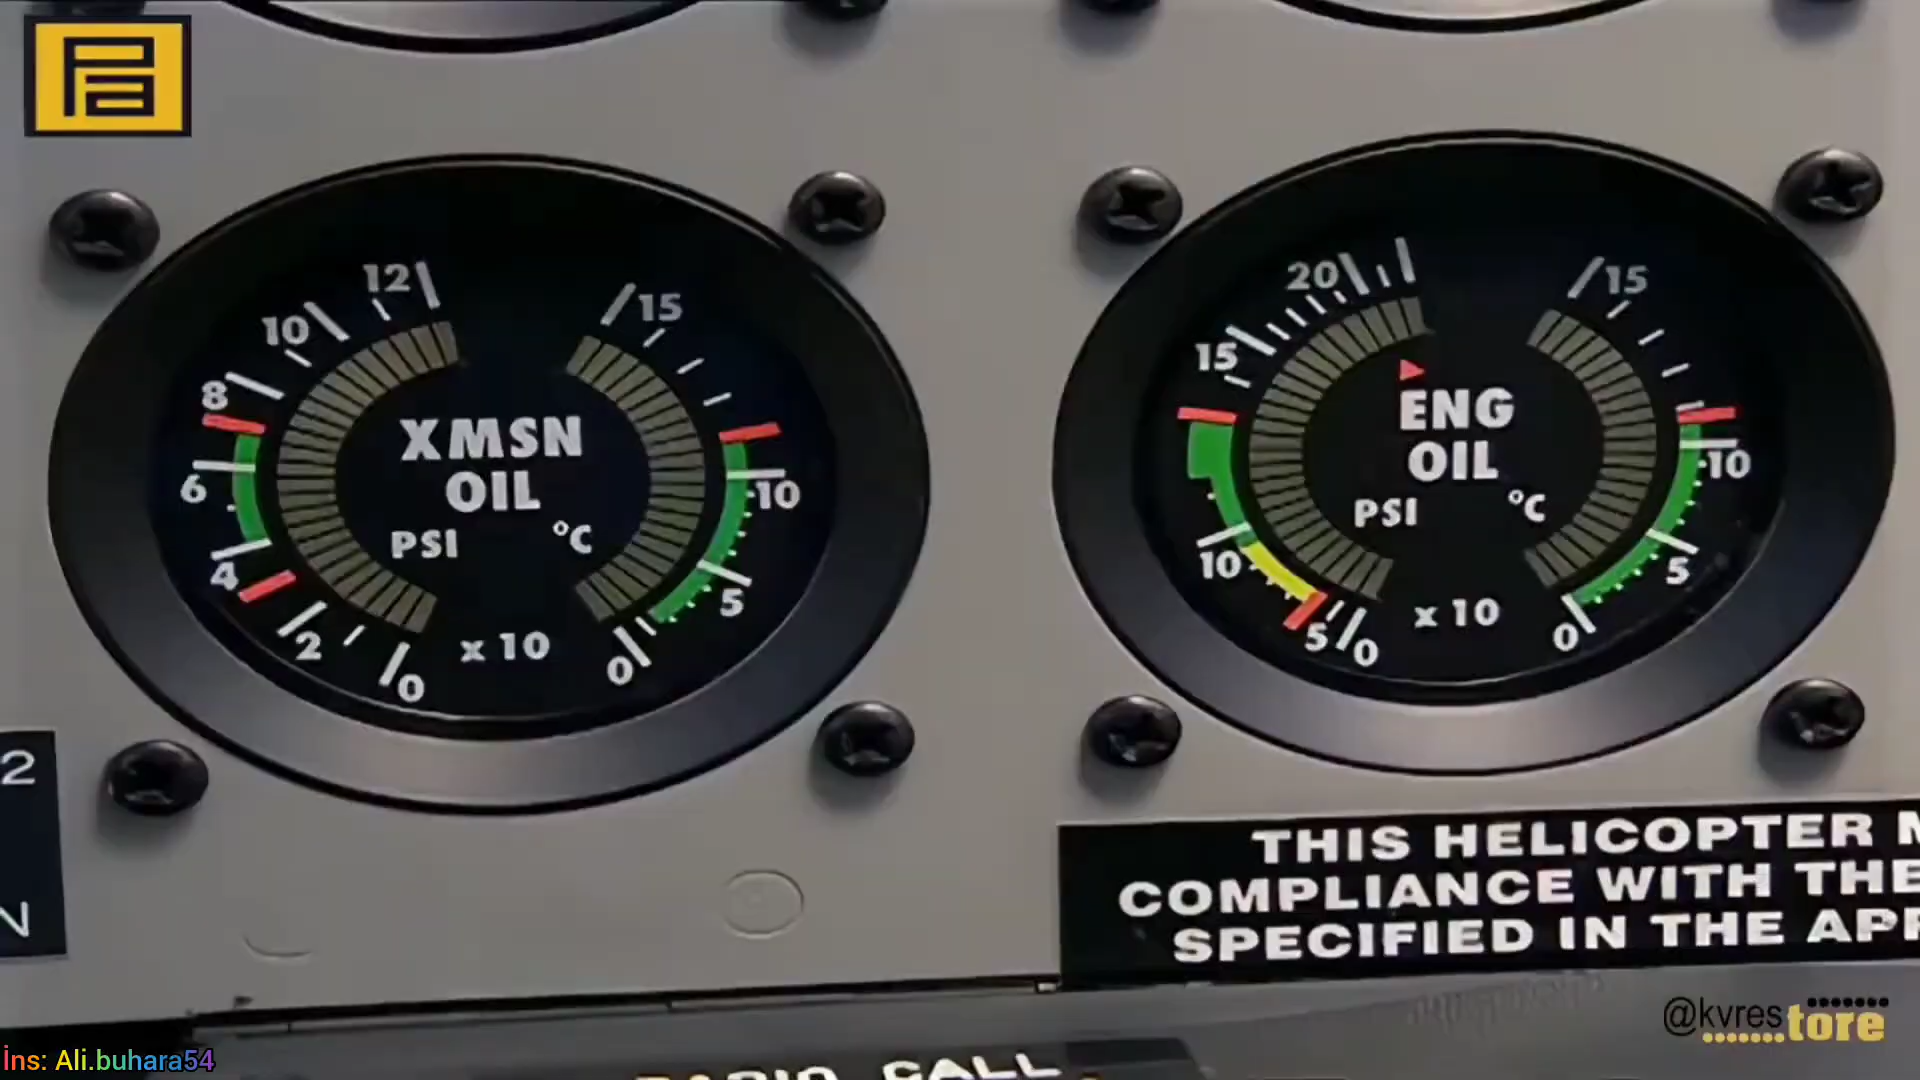 12
10
8
6
4
2
0
15
10
5
0
XMSN
OIL
PSI
°C
x 10
20
15
10
5
0
15
10
5
0
ENG
OIL
PSI
°C
x 10
2
N
THIS HELICOPTER M
COMPLIANCE WITH THE
SPECIFIED IN THE APP
CALL
@kvrestore
İns: Ali.buhara54